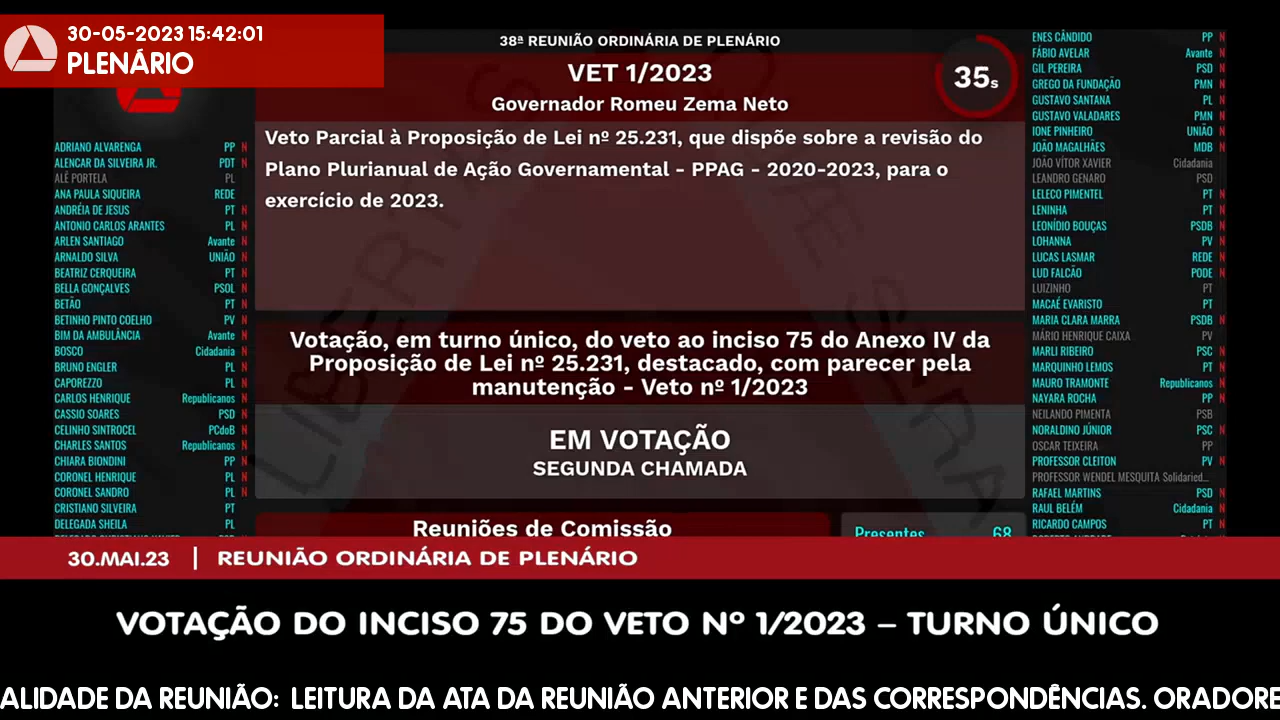 30-05-2023 15:42:01
PLENÁRIO
38ª REUNIÃO ORDINÁRIA DE PLENÁRIO
VET 1/2023
Governador Romeu Zema Neto
35s
Veto Parcial à Proposição de Lei nº 25.231, que dispõe sobre a revisão do
Plano Plurianual de Ação Governamental - PPAG - 2020-2023, para o
exercício de 2023.
Votação, em turno único, do veto ao inciso 75 do Anexo IV da
Proposição de Lei nº 25.231, destacado, com parecer pela
manutenção - Veto nº 1/2023
EM VOTAÇÃO
SEGUNDA CHAMADA
Reuniões de Comissão
Presentes 68
ADRIANO ALVARENGA PP N
ALENCAR DA SILVEIRA JR. PDT N
ALÊ PORTELA PL
ANA PAULA SIQUEIRA REDE
ANDRÉIA DE JESUS PT N
ANTONIO CARLOS ARANTES PL N
ARLEN SANTIAGO Avante N
ARNALDO SILVA UNIÃO N
BEATRIZ CERQUEIRA PT N
BELLA GONÇALVES PSOL N
BETÃO PT N
BETINHO PINTO COELHO PV N
BIM DA AMBULÂNCIA Avante N
BOSCO Cidadania N
BRUNO ENGLER PL N
CAPOREZZO PL N
CARLOS HENRIQUE Republicanos N
CASSIO SOARES PSD N
CELINHO SINTROCEL PCdoB N
CHARLES SANTOS Republicanos N
CHIARA BIONDINI PP N
CORONEL HENRIQUE PL N
CORONEL SANDRO PL N
CRISTIANO SILVEIRA PT
DELEGADA SHEILA PL
ENES CÂNDIDO PP N
FÁBIO AVELAR Avante N
GIL PEREIRA PSD N
GREGO DA FUNDAÇÃO PMN N
GUSTAVO SANTANA PL N
GUSTAVO VALADARES PMN N
IONE PINHEIRO UNIÃO N
JOÃO MAGALHÃES MDB N
JOÃO VÍTOR XAVIER Cidadania
LEANDRO GENARO PSD
LELECO PIMENTEL PT N
LENINHA PT N
LEONÍDIO BOUÇAS PSDB N
LOHANNA PV N
LUCAS LASMAR REDE N
LUD FALCÃO PODE N
LUIZINHO PT
MACAÉ EVARISTO PT
MARIA CLARA MARRA PSDB N
MÁRIO HENRIQUE CAIXA PV
MARLI RIBEIRO PSC N
MARQUINHO LEMOS PT N
MAURO TRAMONTE Republicanos N
NAYARA ROCHA PP N
NEILANDO PIMENTA PSB
NORALDINO JÚNIOR PSC N
OSCAR TEIXEIRA PP
PROFESSOR CLEITON PV N
PROFESSOR WENDEL MESQUITA Solidaried...
RAFAEL MARTINS PSD N
RAUL BELÉM Cidadania N
RICARDO CAMPOS PT N
30.MAI.23 | REUNIÃO ORDINÁRIA DE PLENÁRIO
VOTAÇÃO DO INCISO 75 DO VETO Nº 1/2023 – TURNO ÚNICO
ALIDADE DA REUNIÃO: LEITURA DA ATA DA REUNIÃO ANTERIOR E DAS CORRESPONDÊNCIAS. ORADORE